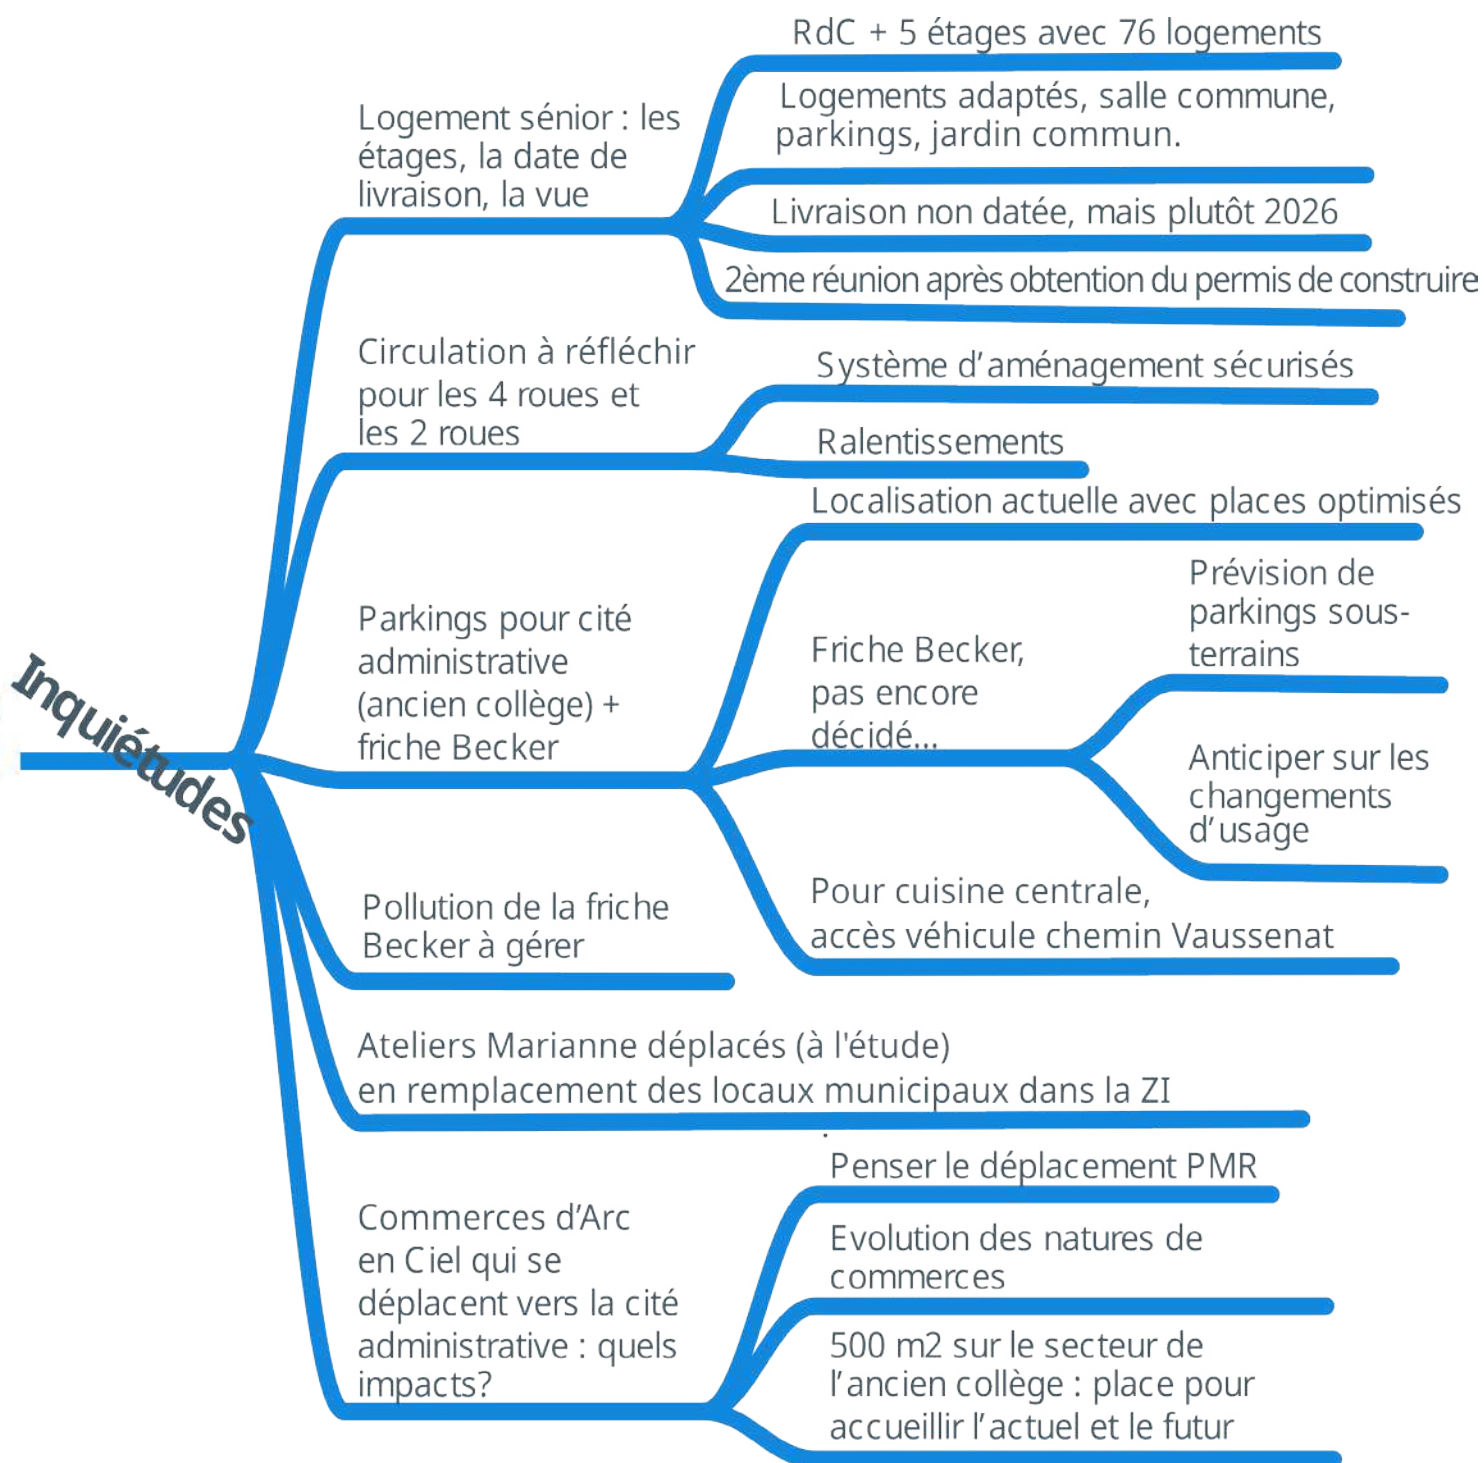 Inquiétudes
Logement sénior : les
étages, la date de
livraison, la vue
RdC + 5 étages avec 76 logements
Logements adaptés, salle commune,
parkings, jardin commun.
Livraison non datée, mais plutôt 2026
2ème réunion après obtention du permis de construire
Circulation à réfléchir
pour les 4 roues et
les 2 roues
Système d’aménagement sécurisés
Ralentissements
Parkings pour cité
administrative
(ancien collège) +
friche Becker
Localisation actuelle avec places optimisés
Friche Becker,
pas encore
décidé...
Prévision de
parkings sous-
terrains
Anticiper sur les
changements
d’usage
Pour cuisine centrale,
accès véhicule chemin Vaussenat
Pollution de la friche
Becker à gérer
Ateliers Marianne déplacés (à l'étude)
en remplacement des locaux municipaux dans la ZI
Commerces d’Arc
en Ciel qui se
déplacent vers la cité
administrative : quels
impacts?
Penser le déplacement PMR
Evolution des natures de
commerces
500 m2 sur le secteur de
l’ancien collège : place pour
accueillir l’actuel et le futur